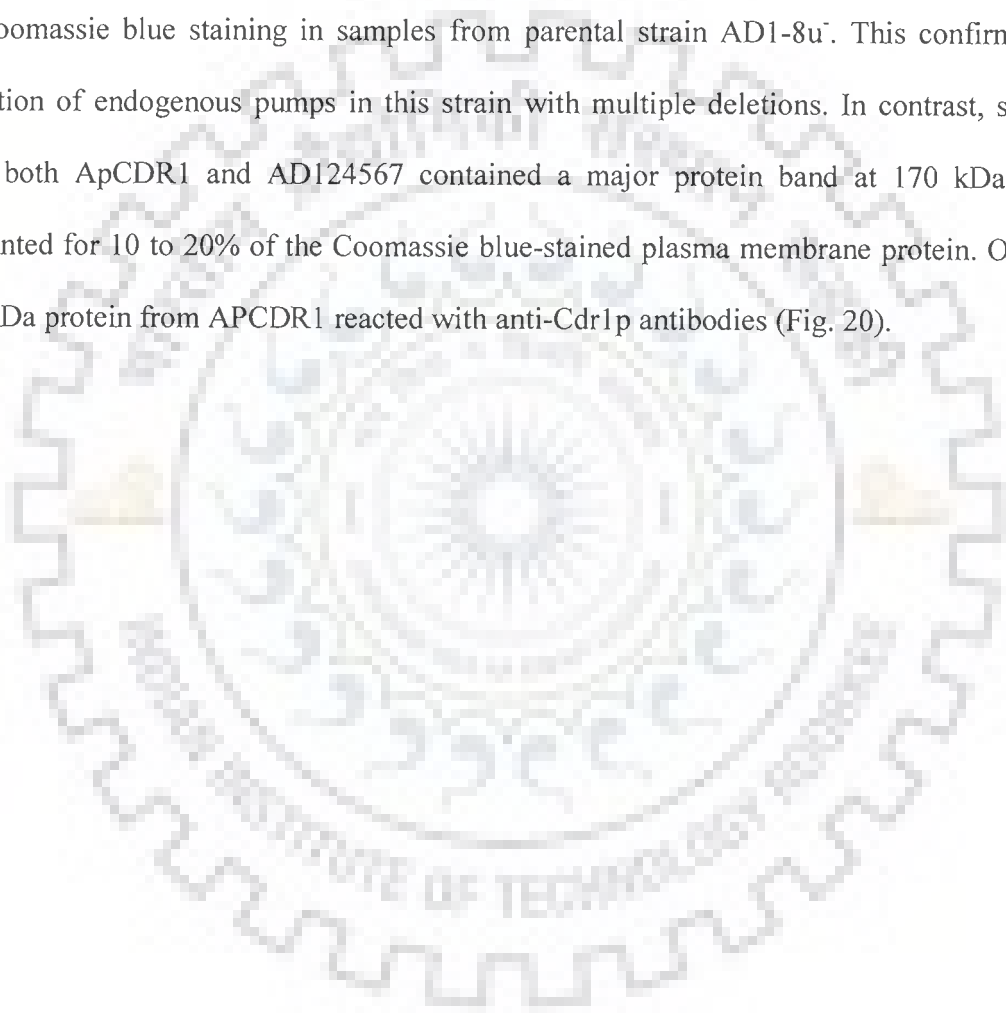 oomassie blue staining in samples from parental strain AD1-8u⁻. This confirm
tion of endogenous pumps in this strain with multiple deletions. In contrast, s
both ApCDR1 and AD124567 contained a major protein band at 170 kDa
nted for 10 to 20% of the Coomassie blue-stained plasma membrane protein. O
Da protein from APCDR1 reacted with anti-Cdr1p antibodies (Fig. 20).
INSTITUTE OF TECHNOLOGY